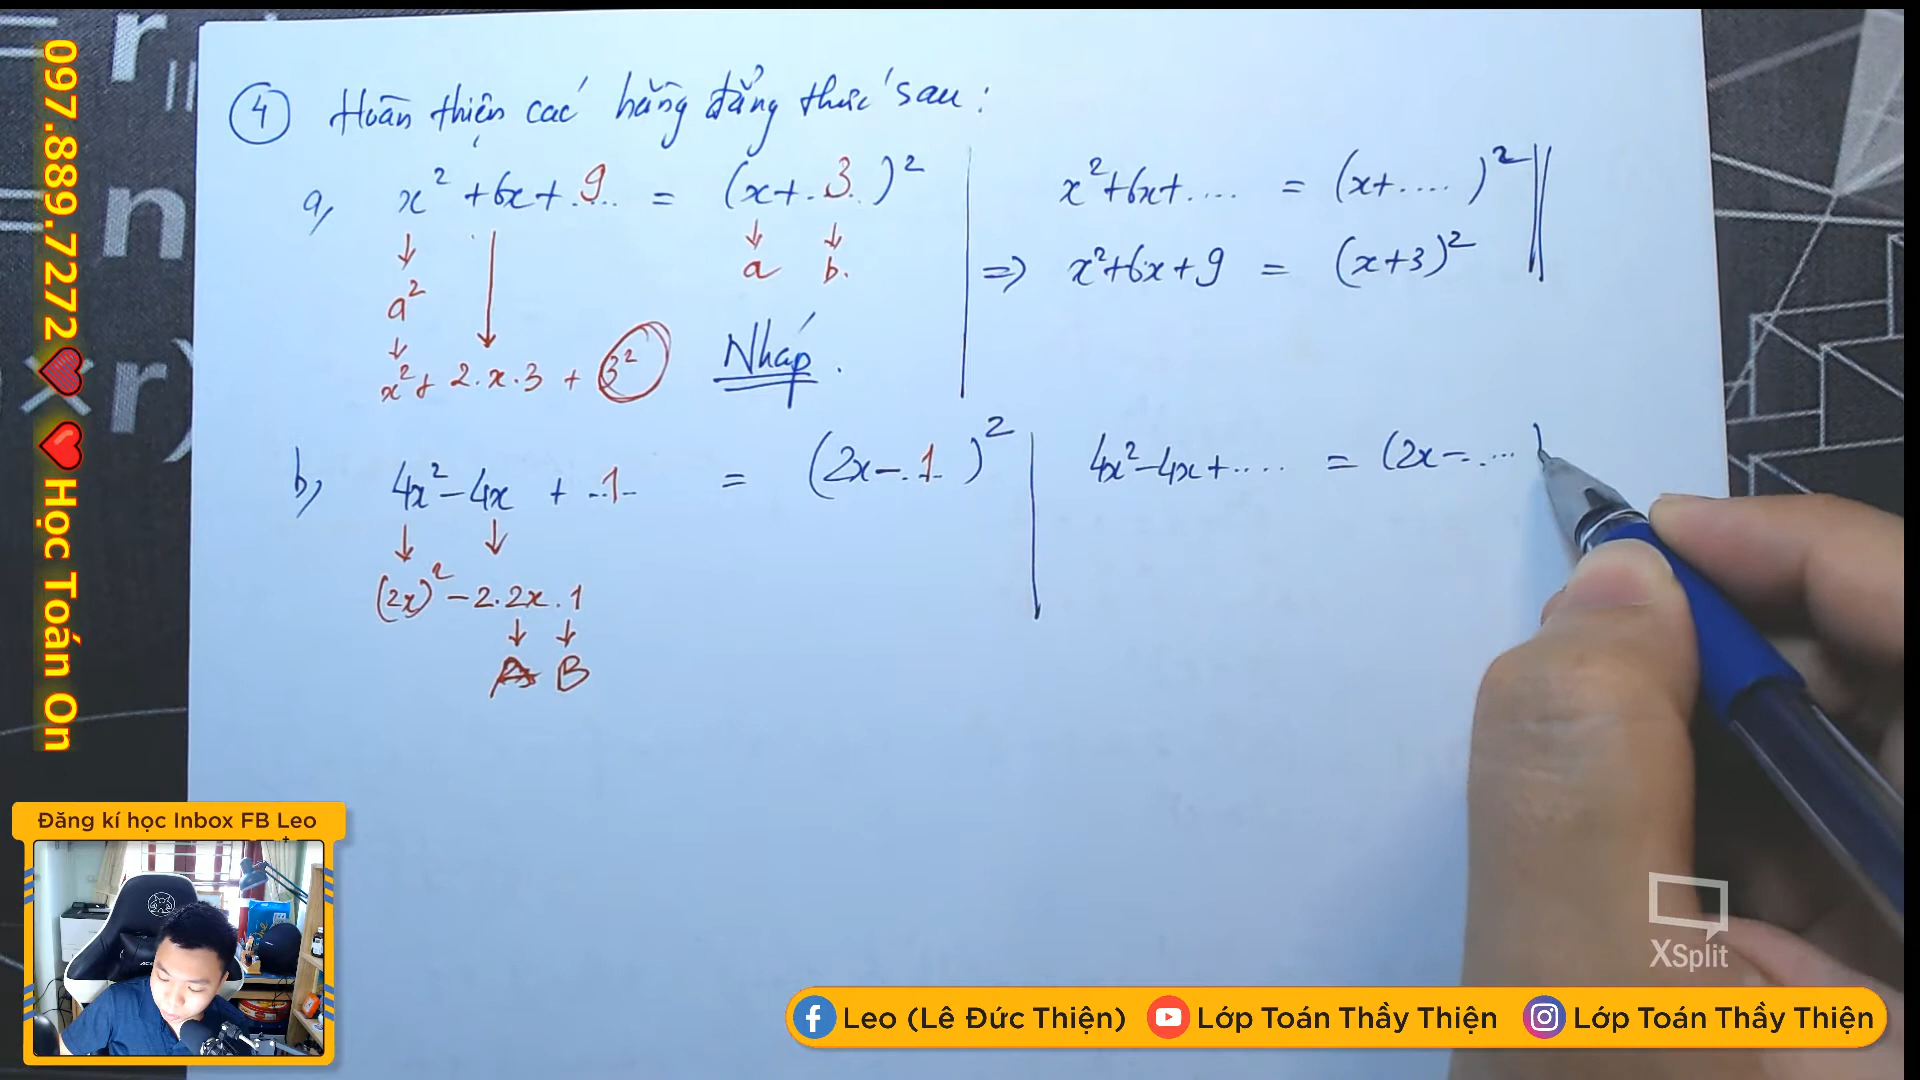 097.889.7272 ❤ ❤ Học Toán Online
④ Hoàn thiện các hằng đẳng thức sau:
a, x² + 6x + .9... = (x + .3.)²
↓ ↓ ↓
a b.
a²
↓
x² + 2.x.3 + 3² Nháp.
x² + 6x + .... = (x + ....)²
⇒ x² + 6x + 9 = (x + 3)²
b, 4x² - 4x + ..1.. = (2x - .1.)²
↓ ↓
(2x)² - 2.2x.1
↓ ↓
A B
4x² - 4x + .... = (2x - ....)
Đăng kí học Inbox FB Leo
XSplit
Leo (Lê Đức Thiện) Lớp Toán Thầy Thiện Lớp Toán Thầy Thiện